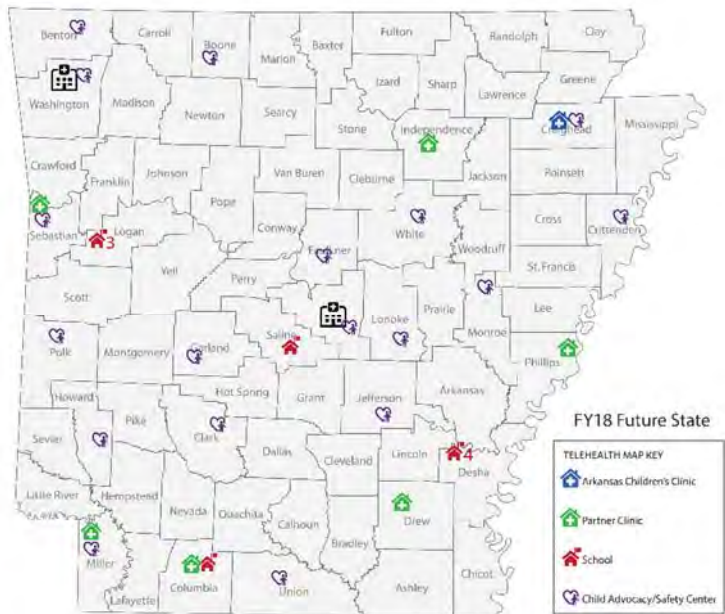 Benton
Carroll
Boone
Marion
Baxter
Fulton
Randolph
Clay
Washington
Madison
Newton
Searcy
Stone
Izard
Sharp
Lawrence
Greene
Independence
Craighead
Mississippi
Crawford
Franklin
Johnson
Pope
Van Buren
Cleburne
Jackson
Poinsett
Sebastian
Logan
3
Conway
Faulkner
White
Woodruff
Cross
Crittenden
St. Francis
Scott
Yell
Perry
Saline
Lonoke
Prairie
Monroe
Lee
Phillips
Polk
Montgomery
Garland
Hot Spring
Grant
Jefferson
Arkansas
Howard
Pike
Clark
Dallas
Cleveland
Lincoln
4
Desha
Sevier
Little River
Hempstead
Nevada
Ouachita
Calhoun
Bradley
Drew
Chicot
Miller
Lafayette
Columbia
Union
Ashley
FY18 Future State
TELEHEALTH MAP KEY
Arkansas Children's Clinic
Partner Clinic
School
Child Advocacy/Safety Center